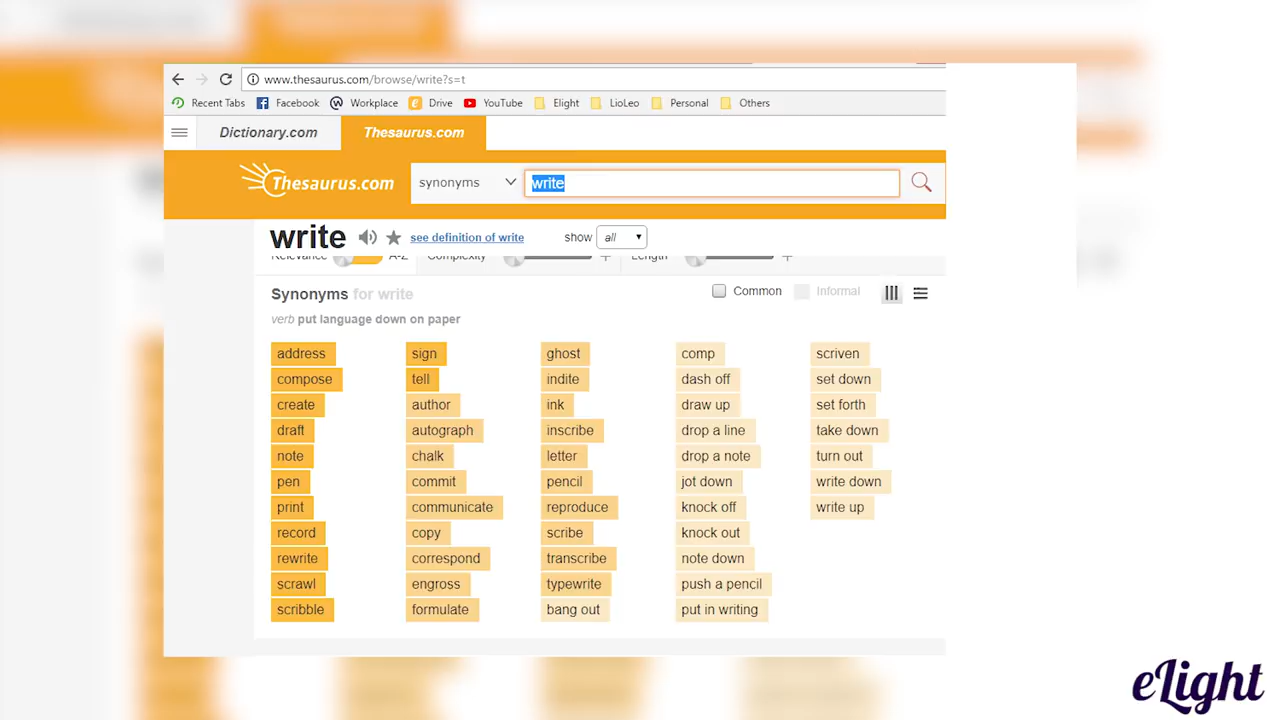 www.thesaurus.com/browse/write?s=t
Recent Tabs Facebook Workplace Drive YouTube Elight LioLeo Personal Others
Dictionary.com Thesaurus.com
Thesaurus.com synonyms write
write see definition of write show all
Relevance A-Z Complexity + Length +
Synonyms for write Common Informal
verb put language down on paper
address sign ghost comp scriven
compose tell indite dash off set down
create author ink draw up set forth
draft autograph inscribe drop a line take down
note chalk letter drop a note turn out
pen commit pencil jot down write down
print communicate reproduce knock off write up
record copy scribe knock out
rewrite correspond transcribe note down
scrawl engross typewrite push a pencil
scribble formulate bang out put in writing
eLight